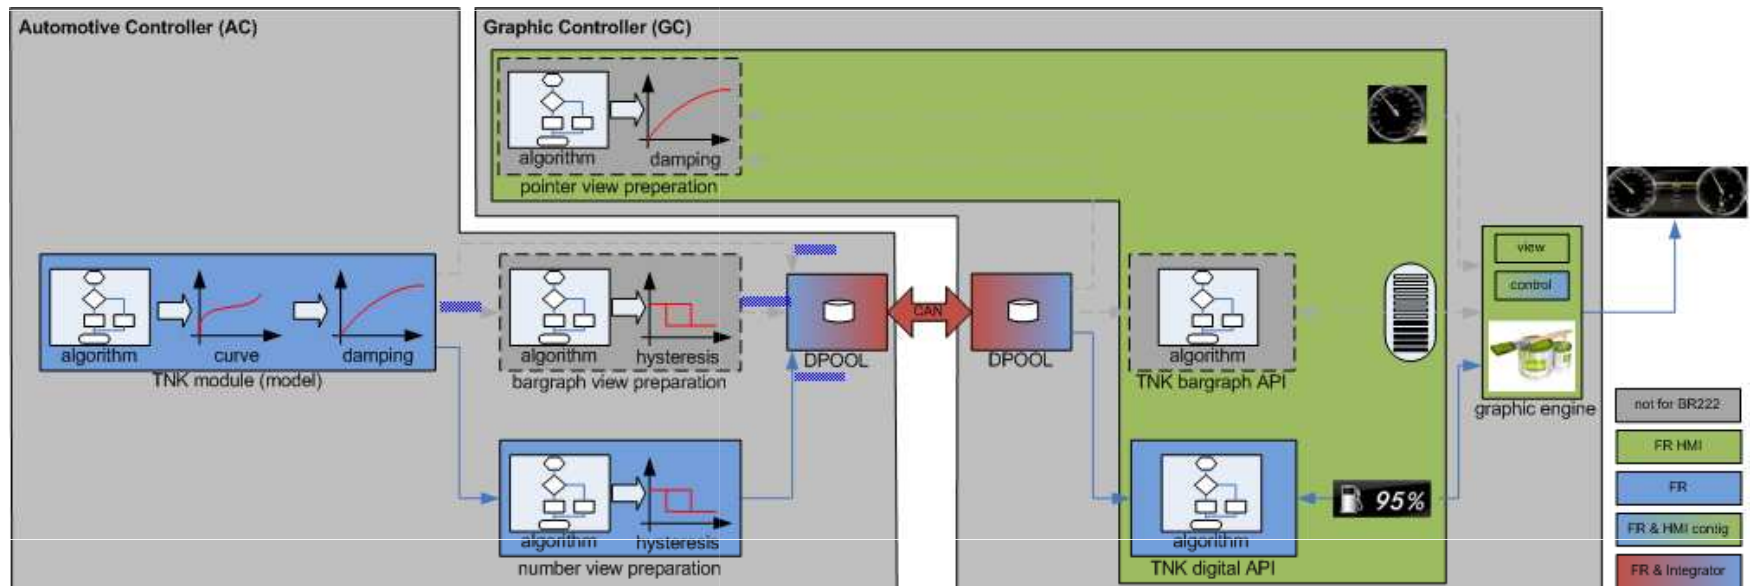 Automotive Controller (AC)
Graphic Controller (GC)
algorithm
damping
pointer view preperation
algorithm
curve
damping
TNK module (model)
algorithm
hysteresis
bargraph view preparation
DPOOL
CAN
DPOOL
algorithm
TNK bargraph API
view
control
graphic engine
algorithm
hysteresis
number view preparation
algorithm
TNK digital API
95%
not for BR222
FR HMI
FR
FR & HMI contig
FR & Integrator